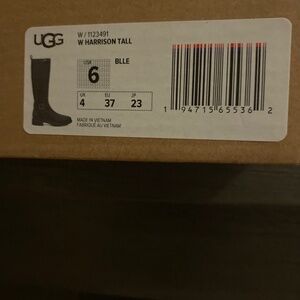 UGG
W / 1123491
W HARRISON TALL
USA
6
BLLE
UK EU JP
4 37 23
MADE IN VIETNAM
FABRIQUÉ AU VIETNAM
1 94715 65536 2